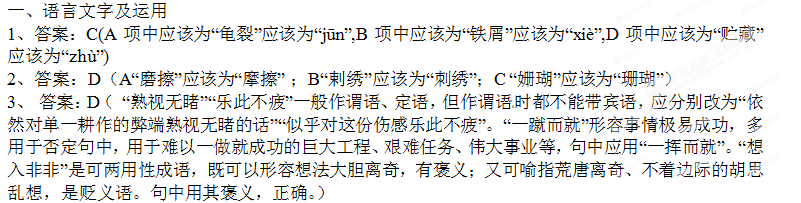 一、语言文字及运用
1、答案：C(A 项中应该为“龟裂”应该为“jūn”,B 项中应该为“铁屑”应该为“xiè”,D 项中应该为“贮藏”
应该为“zhù”)
2、答案：D（A“磨擦”应该为“摩擦” ；B“刺绣”应该为“刺绣”；C“姗瑚”应该为“珊瑚”）
3、 答案：D（ “熟视无睹”“乐此不疲”一般作谓语、定语，但作谓语时都不能带宾语，应分别改为“依
然对单一耕作的弊端熟视无睹的话”“似乎对这份伤感乐此不疲”。“一蹴而就”形容事情极易成功，多
用于否定句中，用于难以一做就成功的巨大工程、艰难任务、伟大事业等，句中应用“一挥而就”。“想
入非非”是可两用性成语，既可以形容想法大胆离奇，有褒义；又可喻指荒唐离奇、不着边际的胡思
乱想，是贬义语。句中用其褒义，正确。）